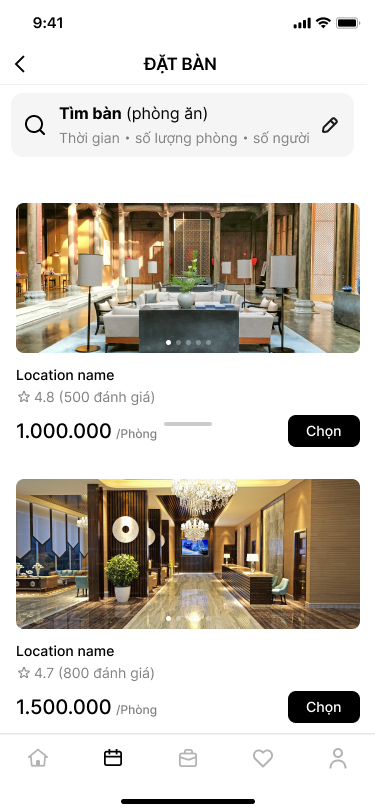 9:41
ĐẶT BÀN
Tìm bàn (phòng ăn)
Thời gian • số lượng phòng • số người
Location name
4.8 (500 đánh giá)
1.000.000 /Phòng
Chọn
Location name
4.7 (800 đánh giá)
1.500.000 /Phòng
Chọn